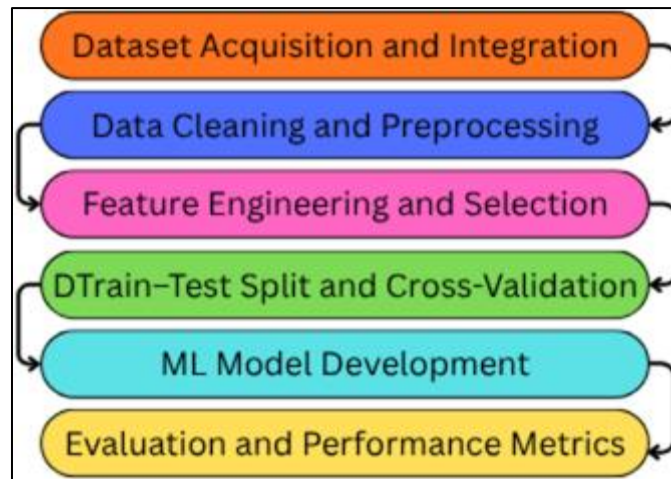 Dataset Acquisition and Integration
Data Cleaning and Preprocessing
Feature Engineering and Selection
DTrain–Test Split and Cross-Validation
ML Model Development
Evaluation and Performance Metrics